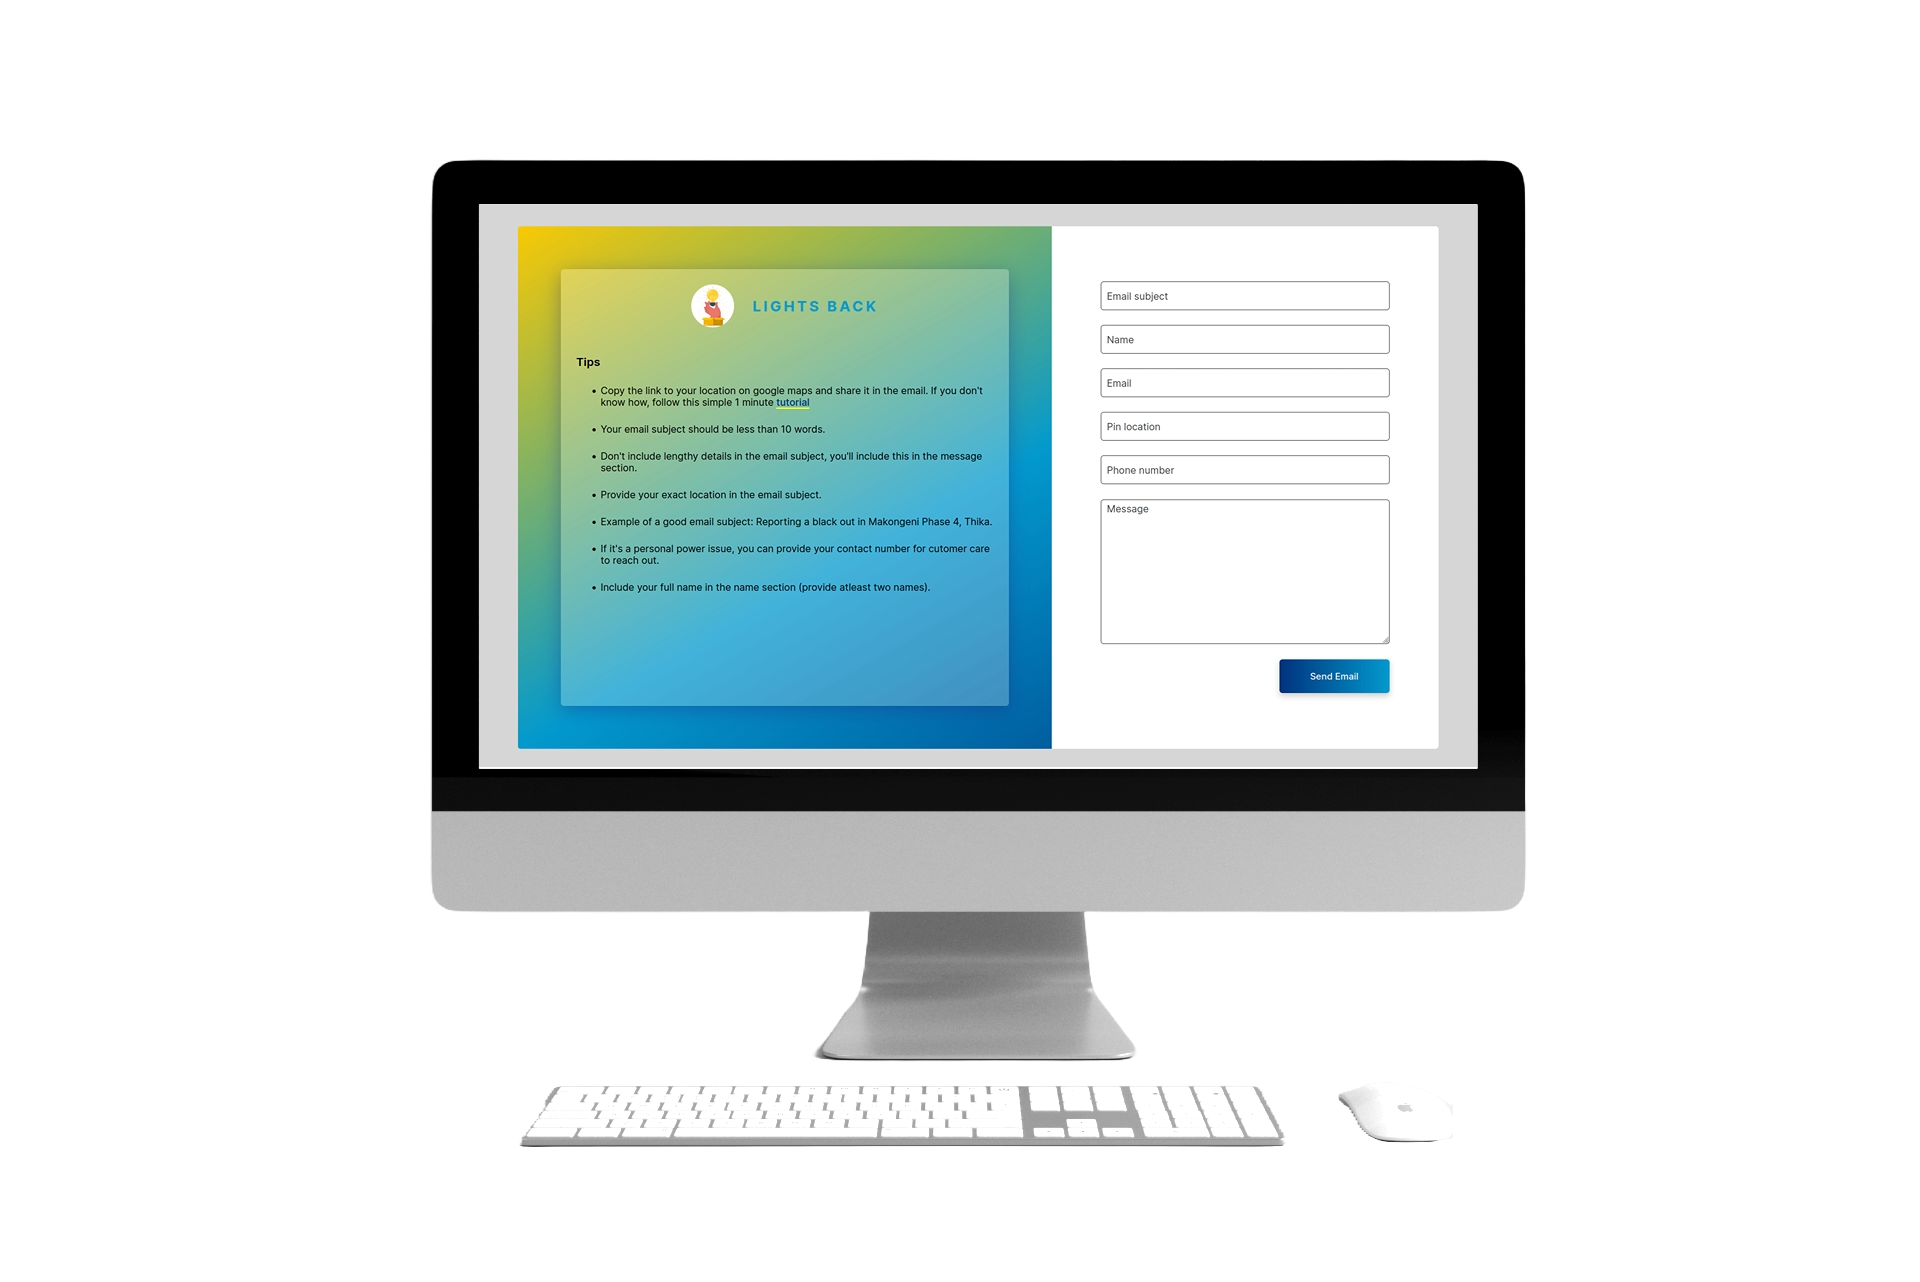 LIGHTS BACK
Tips
• Copy the link to your location on google maps and share it in the email. If you don't
know how, follow this simple 1 minute tutorial
• Your email subject should be less than 10 words.
• Don't include lengthy details in the email subject, you'll include this in the message
section.
• Provide your exact location in the email subject.
• Example of a good email subject: Reporting a black out in Makongeni Phase 4, Thika.
• If it's a personal power issue, you can provide your contact number for cutomer care
to reach out.
• Include your full name in the name section (provide atleast two names).
Email subject
Name
Email
Pin location
Phone number
Message
Send Email